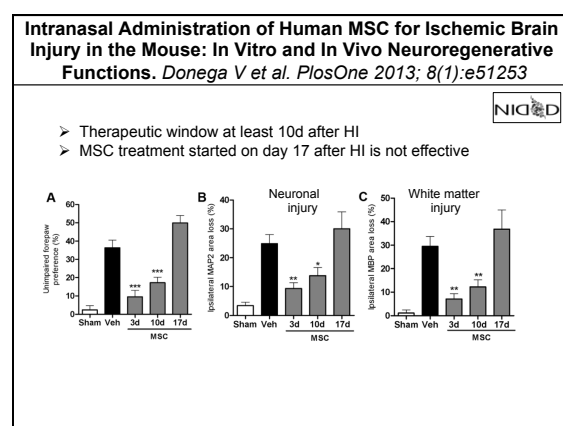 Intranasal Administration of Human MSC for Ischemic Brain
Injury in the Mouse: In Vitro and In Vivo Neuroregenerative
Functions. Donega V et al. PlosOne 2013; 8(1):e51253
NIDOD
➢ Therapeutic window at least 10d after HI
➢ MSC treatment started on day 17 after HI is not effective
A
Unimpaired forepaw
preference (%)
60
50
40
30
20
10
0
***
***
Sham Veh 3d 10d 17d
MSC
B
Neuronal
injury
Ipsilateral MAP2 area loss (%)
40
30
20
10
0
**
*
Sham Veh 3d 10d 17d
MSC
C
White matter
injury
Ipsilateral MBP area loss (%)
50
40
30
20
10
0
**
**
Sham Veh 3d 10d 17d
MSC